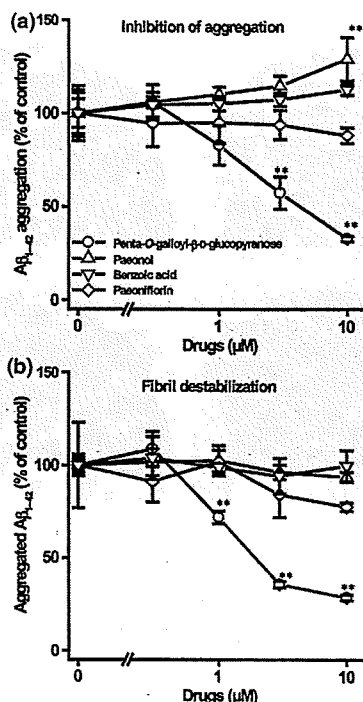 (a)
Inhibition of aggregation
Aβ1–42 aggregation (% of control)
150
100
50
0
**
**
**
Penta-O-galloyl-β-D-glucopyranose
Paeonol
Benzoic acid
Paeoniflorin
0
1
10
Drugs (μM)
(b)
Fibril destabilization
Aggregated Aβ1–42 (% of control)
150
100
50
0
**
**
**
0
1
10
Drugs (μM)